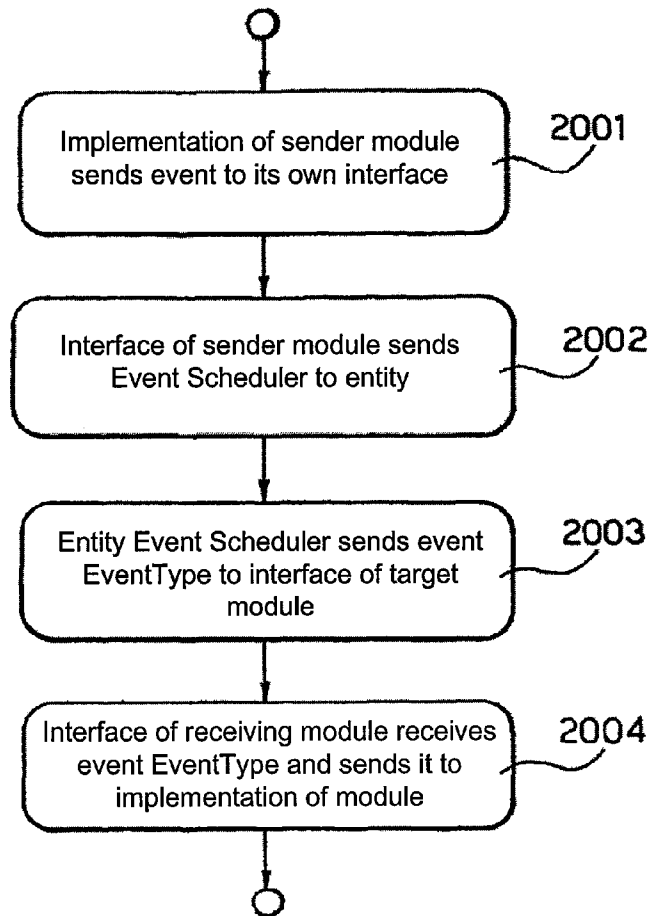 Implementation of sender module
sends event to its own interface
2001
Interface of sender module sends
Event Scheduler to entity
2002
Entity Event Scheduler sends event
EventType to interface of target
module
2003
Interface of receiving module receives
event EventType and sends it to
implementation of module
2004